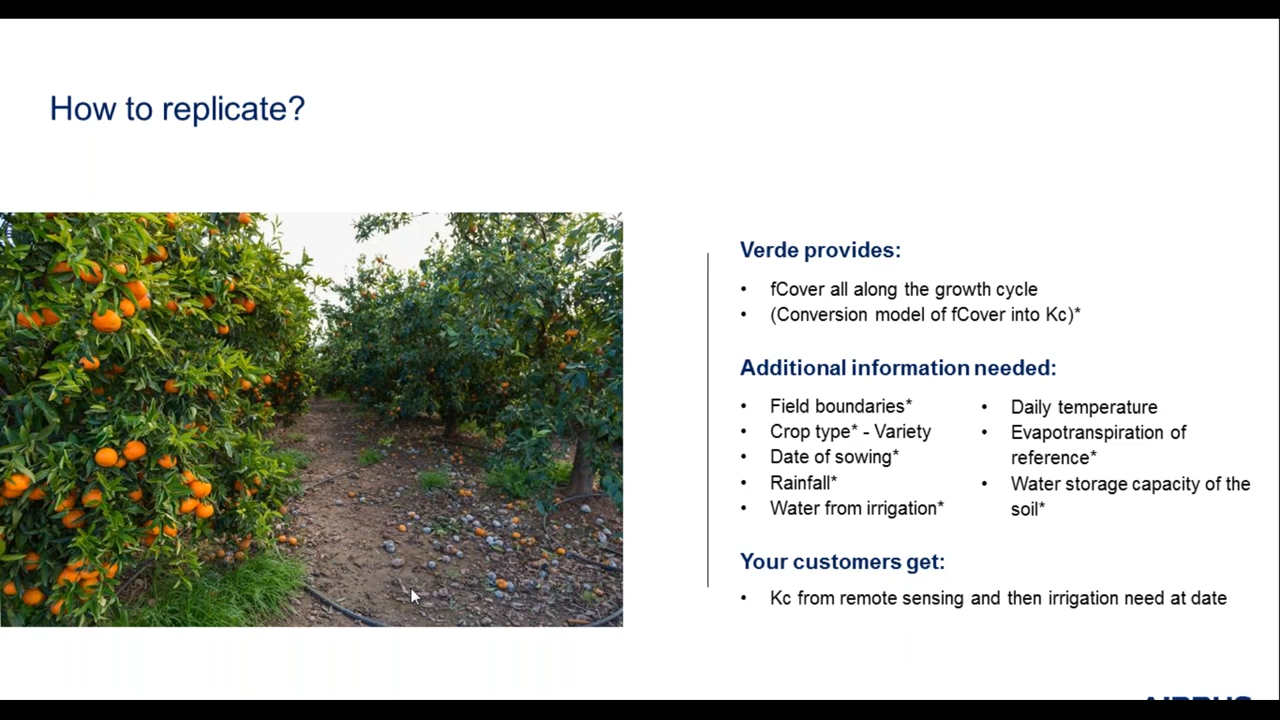 How to replicate?
Verde provides:
• fCover all along the growth cycle
• (Conversion model of fCover into Kc)*
Additional information needed:
• Field boundaries*
• Crop type* - Variety
• Date of sowing*
• Rainfall*
• Water from irrigation*
• Daily temperature
• Evapotranspiration of
reference*
• Water storage capacity of the
soil*
Your customers get:
• Kc from remote sensing and then irrigation need at date
AIRBUS